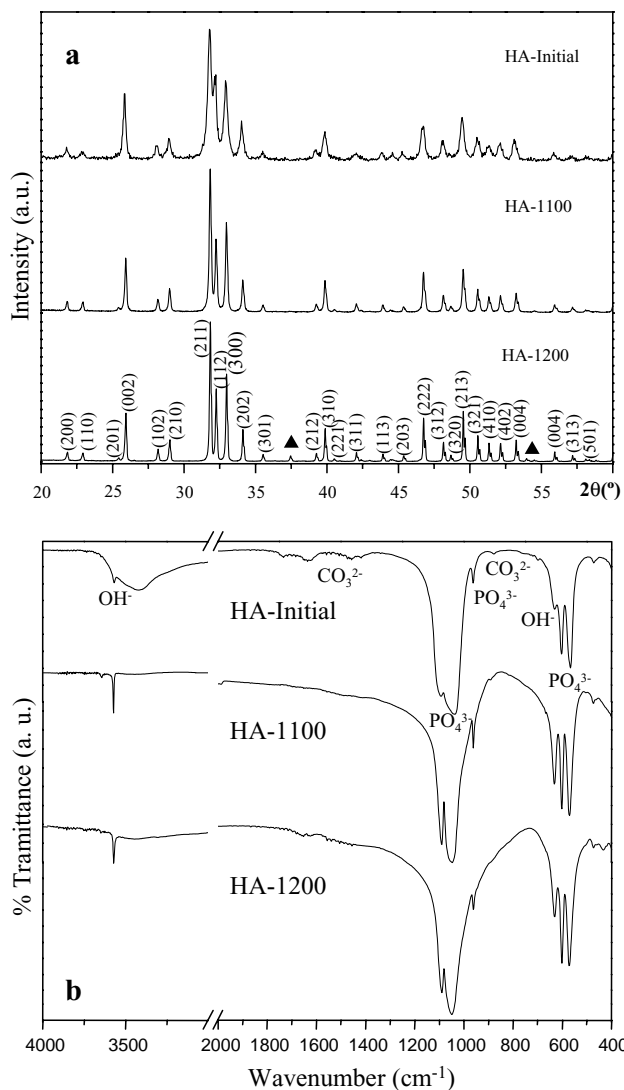 a
HA-Initial
HA-1100
HA-1200
Intensity (a.u.)
(200)
(110)
(201)
(002)
(102)
(210)
(211)
(112)
(300)
(202)
(301)
▲
(212)
(310)
(221)
(311)
(113)
(203)
(222)
(312)
(320)
(213)
(321)
(410)
(402)
(004)
▲
(004)
(313)
(501)
20 25 30 35 40 45 50 55 2θ(º)
OH-
CO₃²⁻
CO₃²⁻
PO₄³⁻
OH-
HA-Initial
PO₄³⁻
PO₄³⁻
HA-1100
HA-1200
b
% Tramittance (a. u.)
4000 3500 2000 1800 1600 1400 1200 1000 800 600 400
Wavenumber (cm⁻¹)